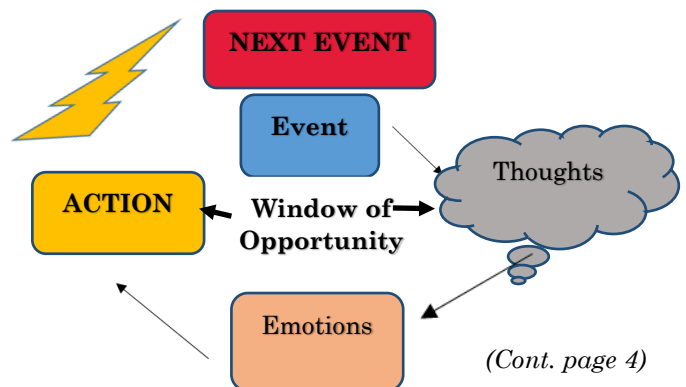 NEXT EVENT
Event
Thoughts
ACTION
Window of
Opportunity
Emotions
(Cont. page 4)